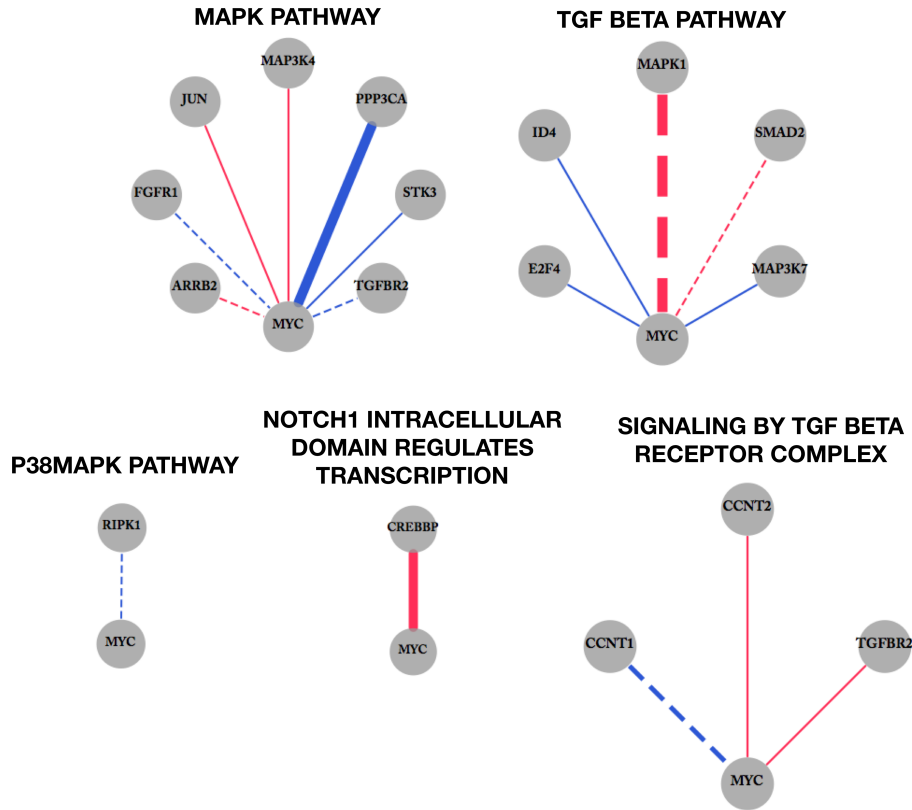 MAPK PATHWAY
MAP3K4
JUN
PPP3CA
FGFR1
STK3
ARRB2
TGFBR2
MYC
TGF BETA PATHWAY
MAPK1
ID4
SMAD2
E2F4
MAP3K7
MYC
P38MAPK PATHWAY
RIPK1
MYC
NOTCH1 INTRACELLULAR
DOMAIN REGULATES
TRANSCRIPTION
CREBBP
MYC
SIGNALING BY TGF BETA
RECEPTOR COMPLEX
CCNT2
CCNT1
TGFBR2
MYC